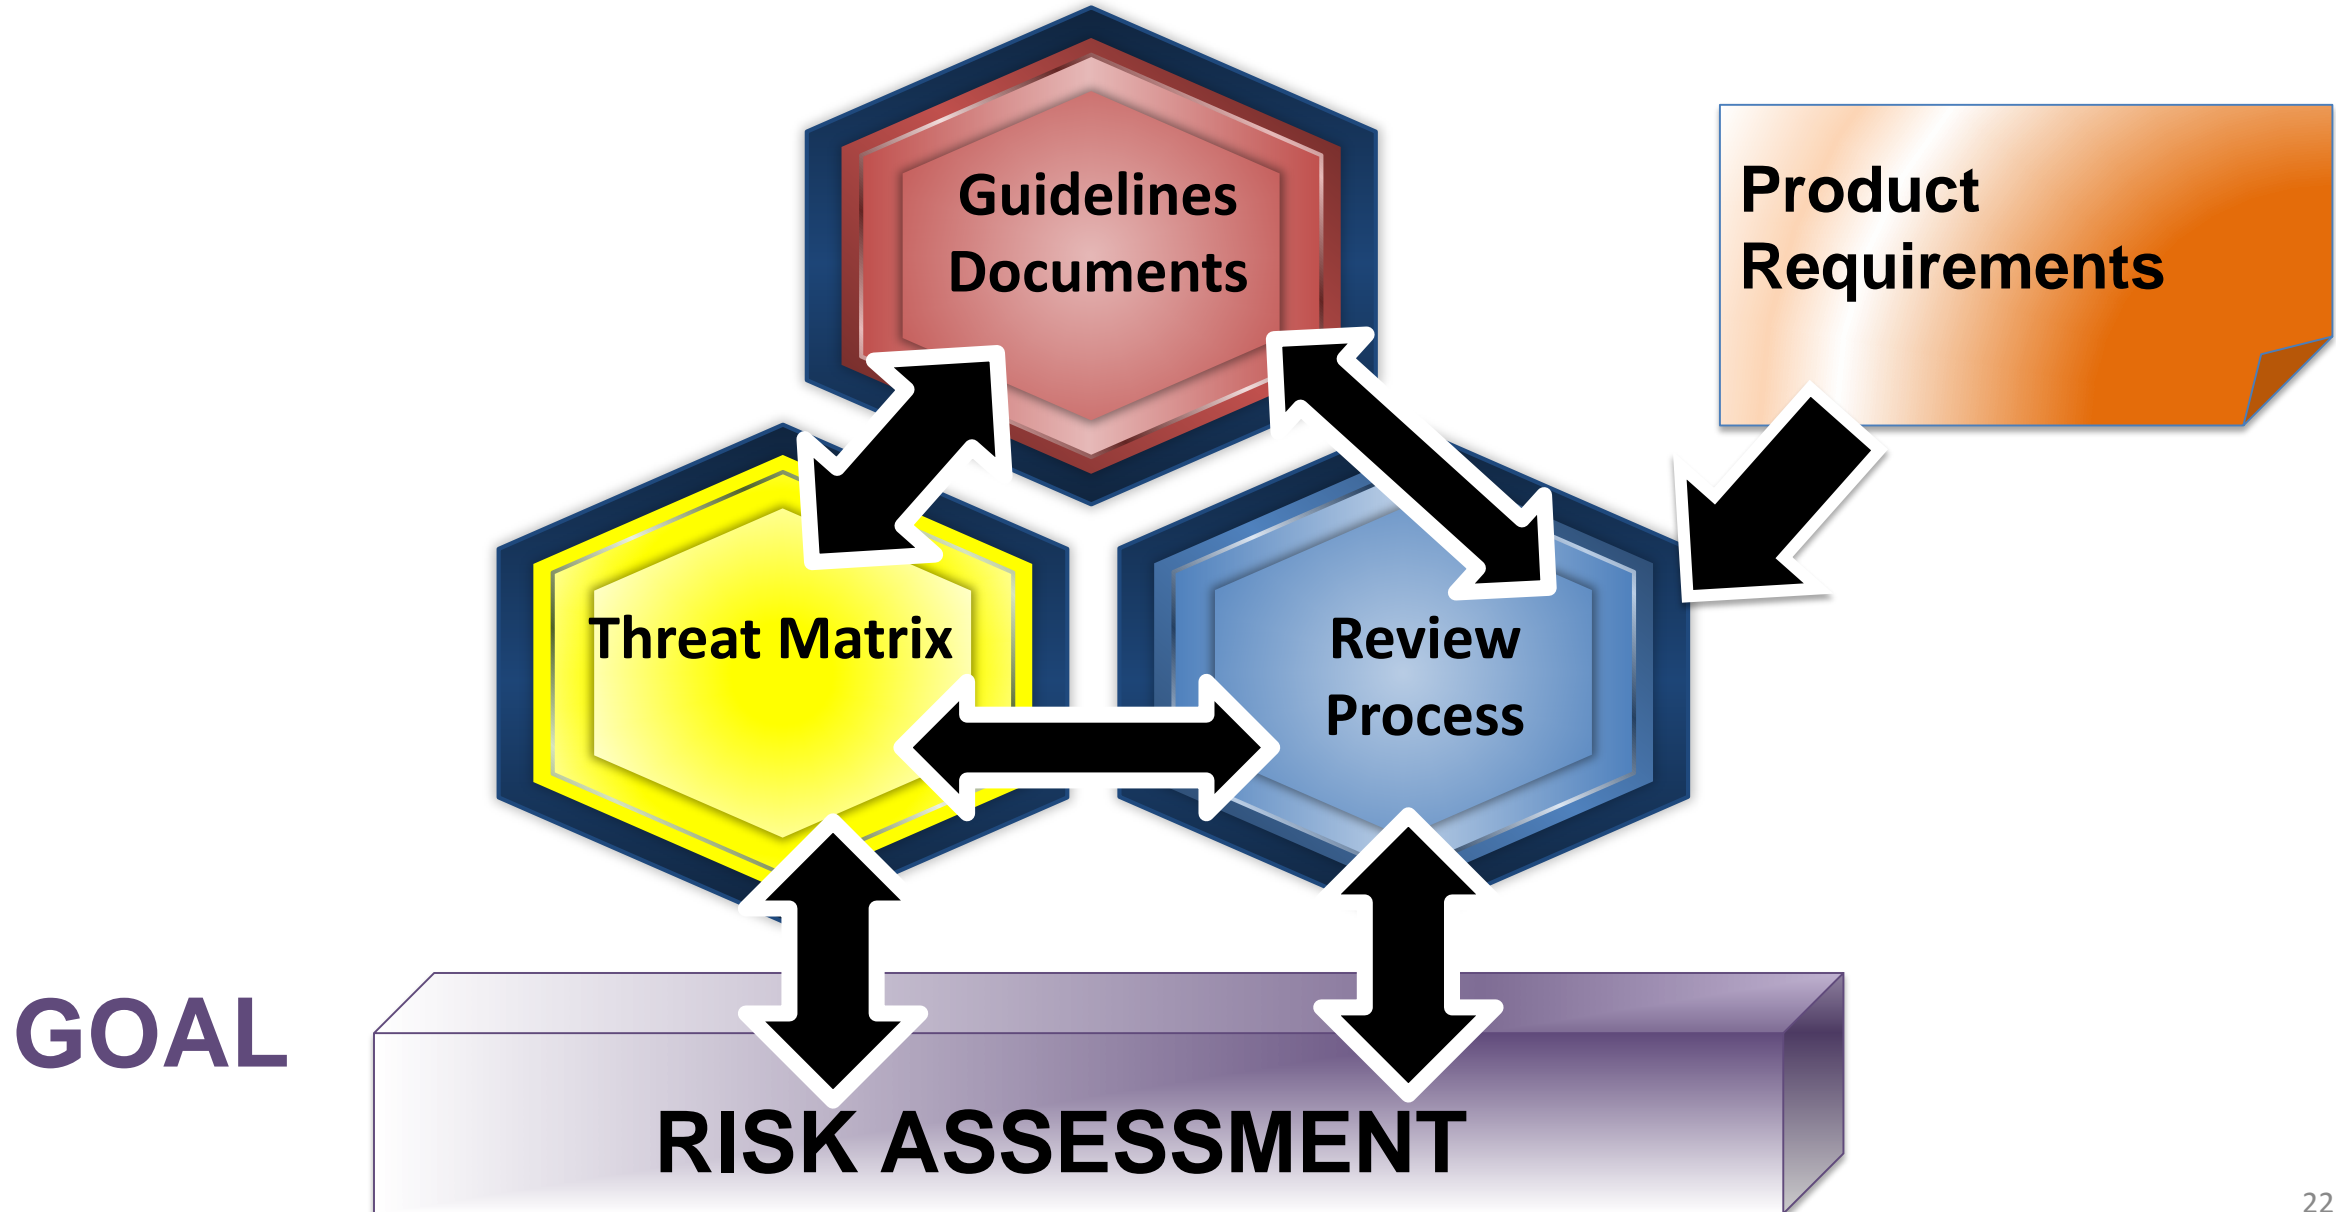 Guidelines
Documents
Product
Requirements
Threat Matrix
Review
Process
GOAL
RISK ASSESSMENT
22